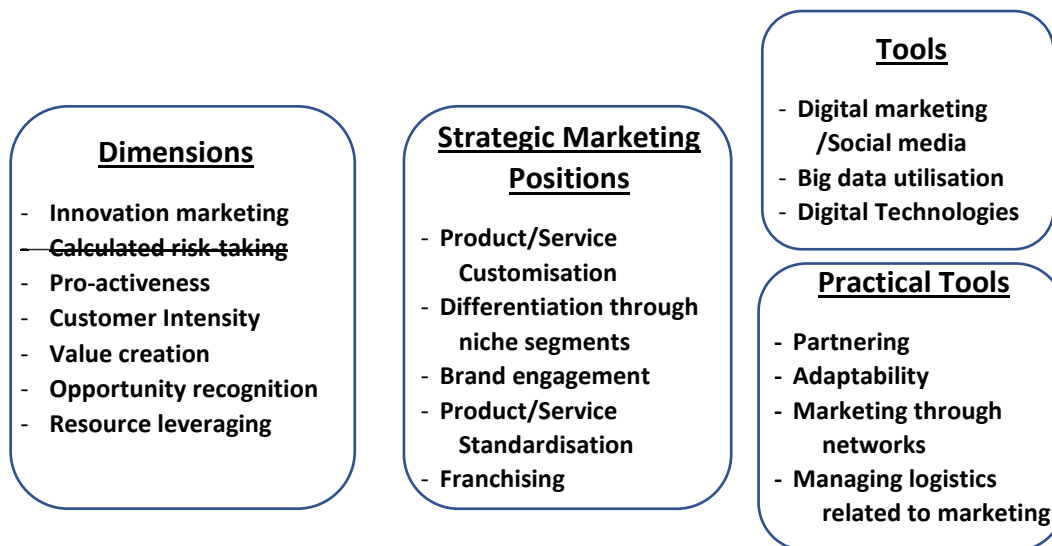 Dimensions
- Innovation marketing
- Calculated risk-taking
- Pro-activeness
- Customer Intensity
- Value creation
- Opportunity recognition
- Resource leveraging
Strategic Marketing
Positions
- Product/Service
Customisation
- Differentiation through
niche segments
- Brand engagement
- Product/Service
Standardisation
- Franchising
Tools
- Digital marketing
/Social media
- Big data utilisation
- Digital Technologies
Practical Tools
- Partnering
- Adaptability
- Marketing through
networks
- Managing logistics
related to marketing